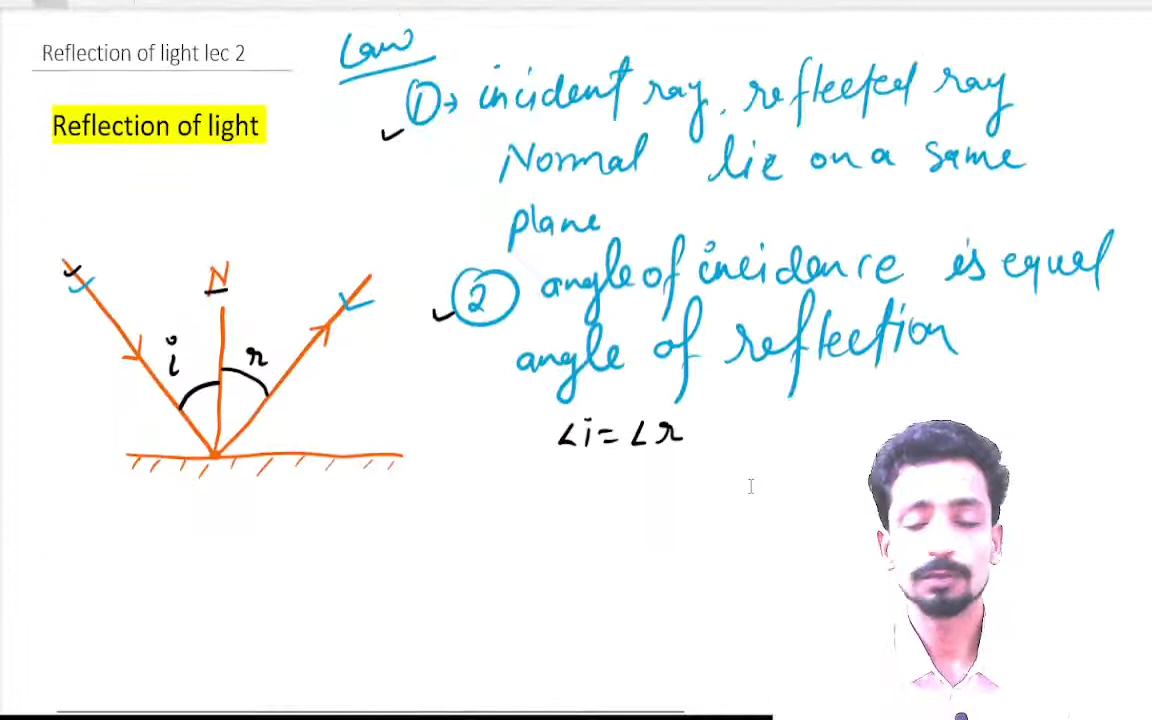 Reflection of light lec 2
Law
Reflection of light
① → incident ray, reflected ray
Normal lie on a same
plane
② angle of incidence is equal
angle of reflection
∠i = ∠r
N
i
r